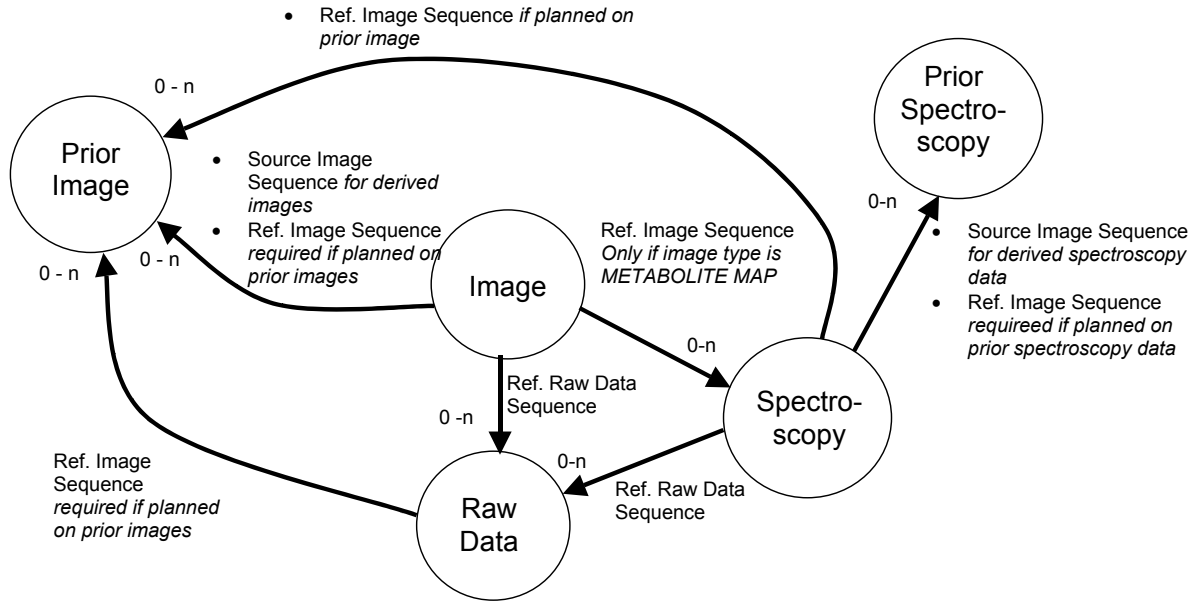 • Ref. Image Sequence if planned on
prior image
0 - n
Prior
Spectro-
scopy
Prior
Image
• Source Image
Sequence for derived
images
• Ref. Image Sequence
required if planned on
prior images
0 - n
0 - n
Ref. Image Sequence
Only if image type is
METABOLITE MAP
0-n
• Source Image Sequence
for derived spectroscopy
data
• Ref. Image Sequence
requireed if planned on
prior spectroscopy data
Image
0-n
Ref. Raw Data
Sequence
0 -n
Spectro-
scopy
Ref. Image
Sequence
required if planned
on prior images
0-n
Ref. Raw Data
Sequence
Raw
Data